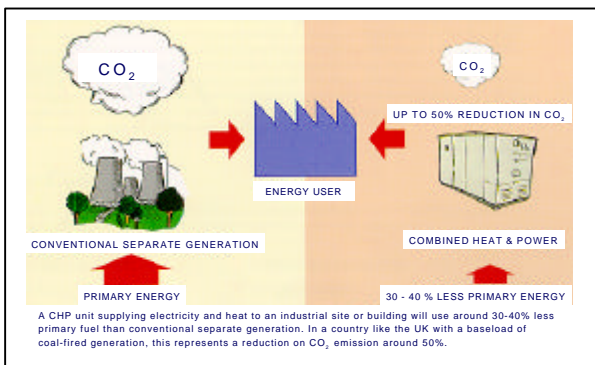 CO₂
CO₂
UP TO 50% REDUCTION IN CO₂
ENERGY USER
CONVENTIONAL SEPARATE GENERATION
COMBINED HEAT & POWER
PRIMARY ENERGY
30 - 40 % LESS PRIMARY ENERGY
A CHP unit supplying electricity and heat to an industrial site or building will use around 30-40% less
primary fuel than conventional separate generation. In a country like the UK with a baseload of
coal-fired generation, this represents a reduction on CO₂ emission around 50%.